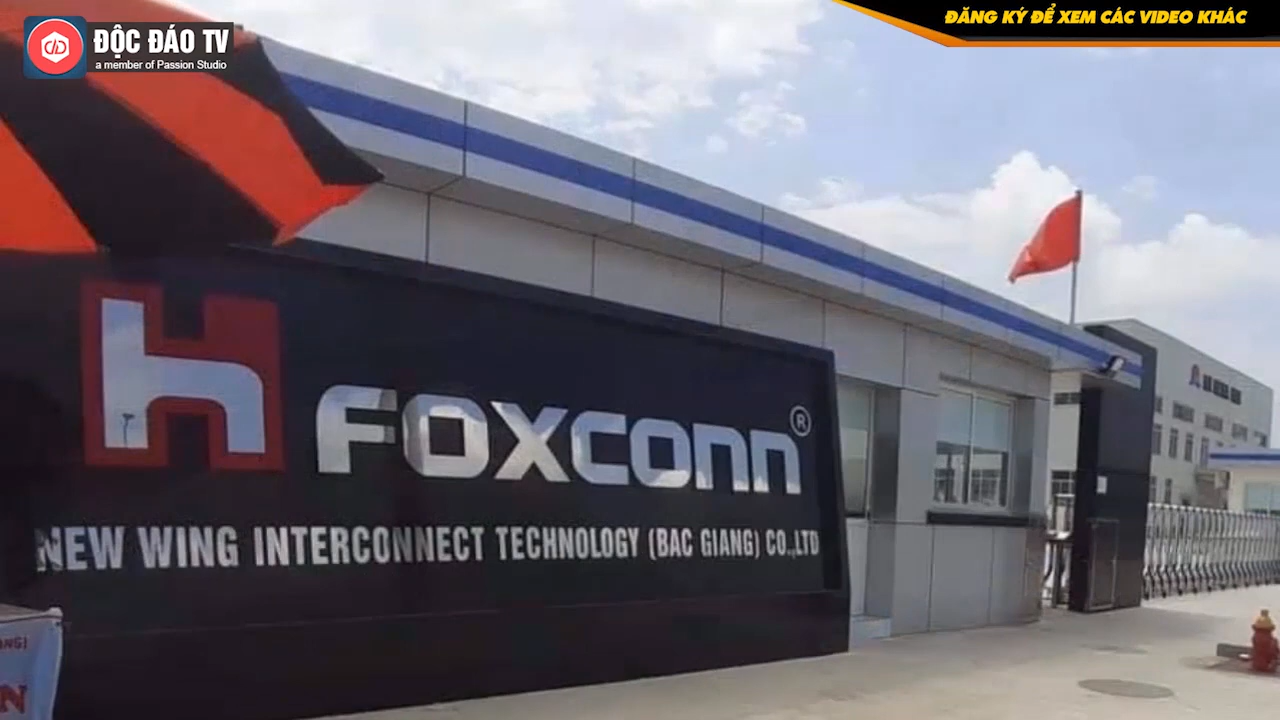 ĐỘC ĐÁO TV
a member of Passion Studio
ĐĂNG KÝ ĐỂ XEM CÁC VIDEO KHÁC
FOXCONN ®
NEW WING INTERCONNECT TECHNOLOGY (BAC GIANG) CO.,LTD